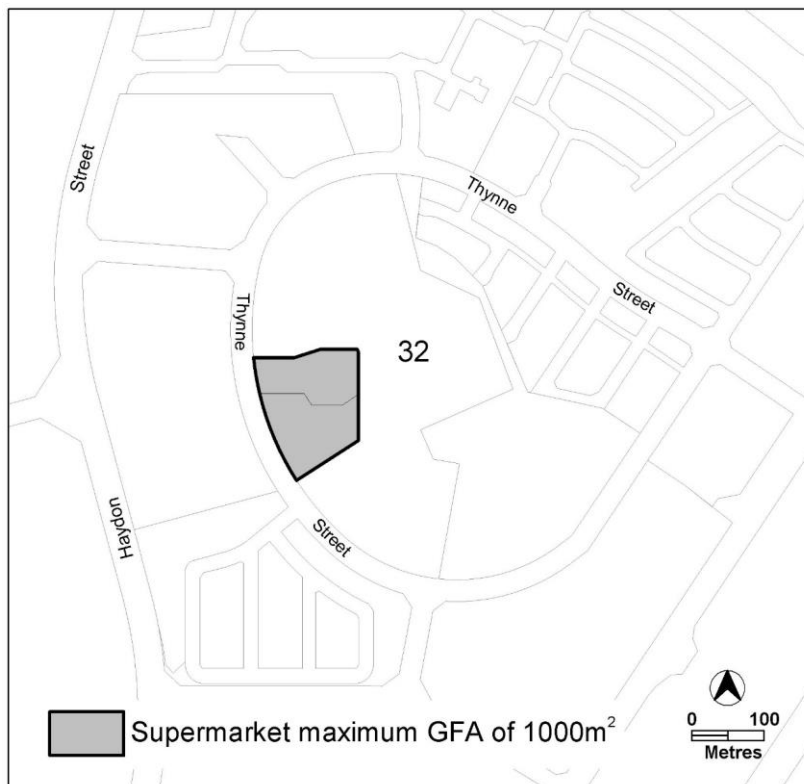 Street
Thynne
Street
Thynne
32
Haydon
Street
Supermarket maximum GFA of 1000m²
0 100
Metres